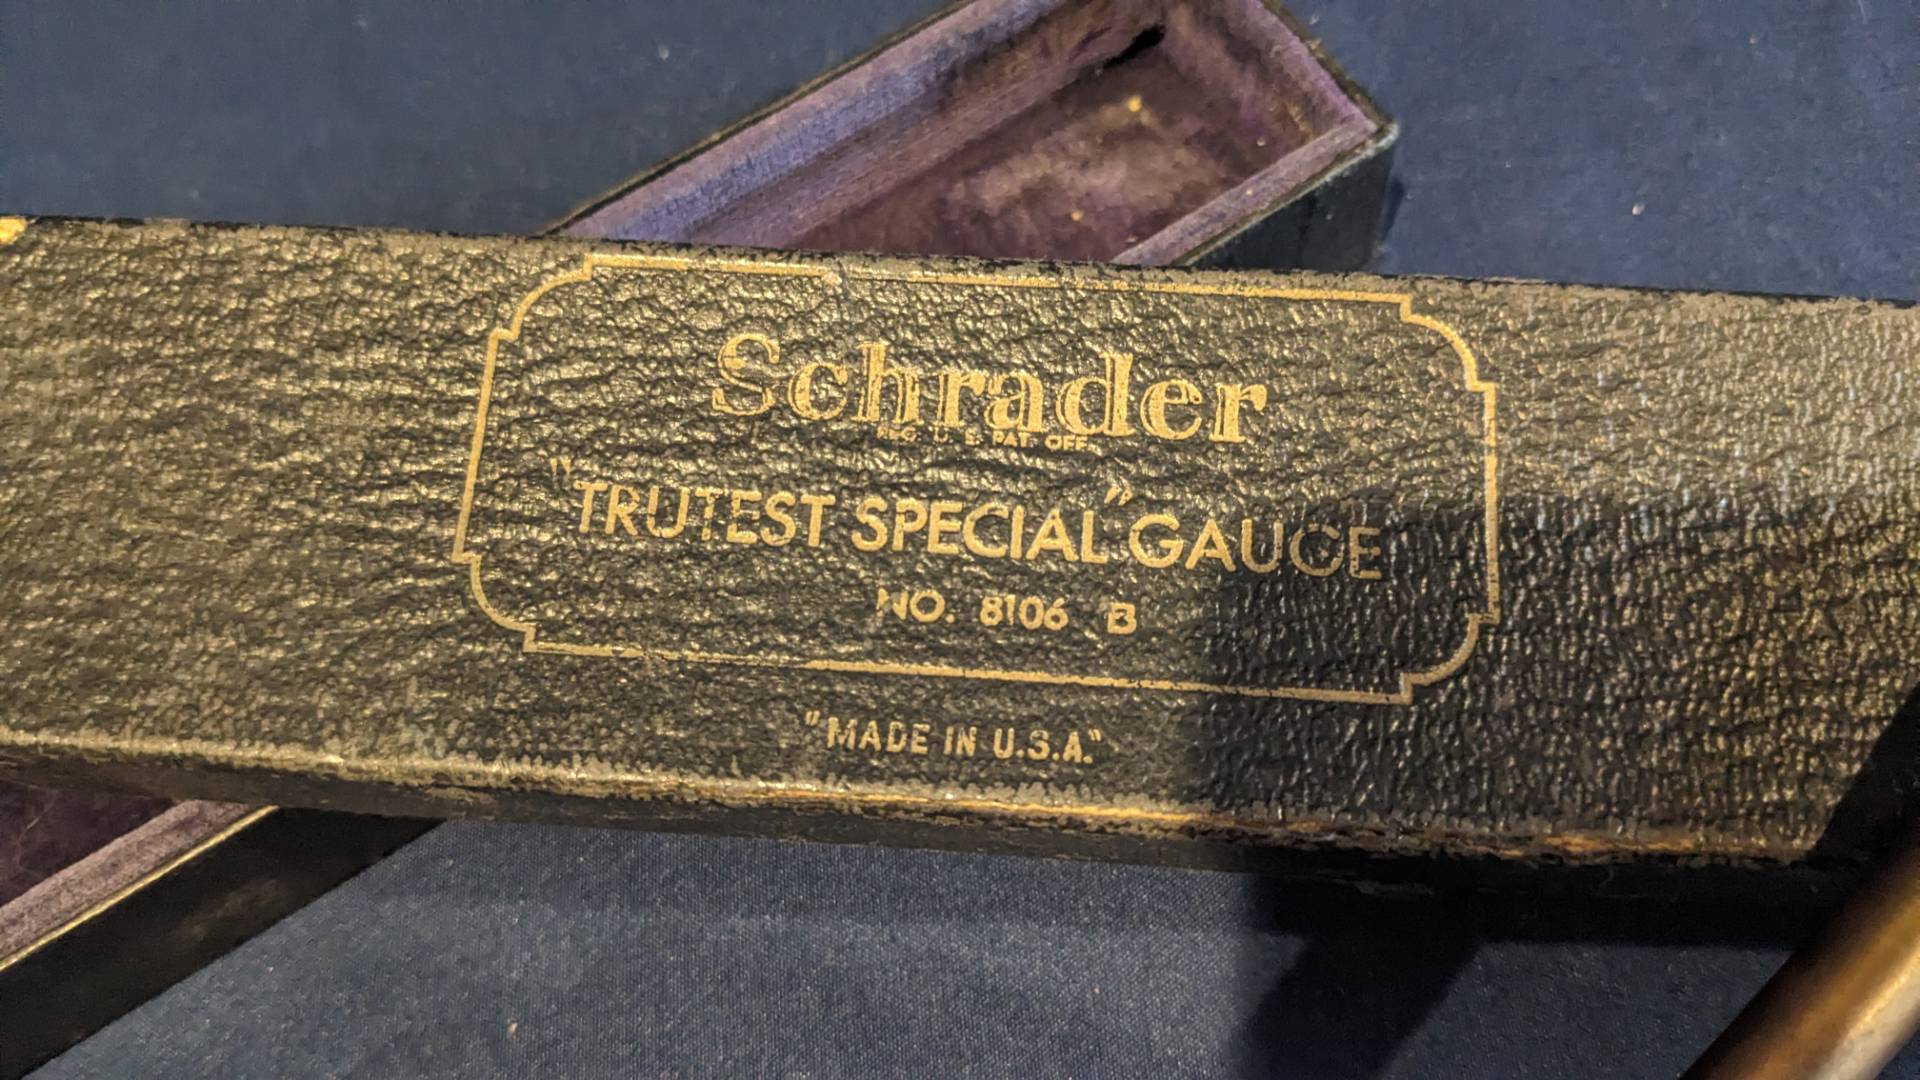 Schrader
REG. U.S. PAT. OFF.
"TRUTEST SPECIAL" GAUGE
NO. 8106 B
"MADE IN U.S.A."